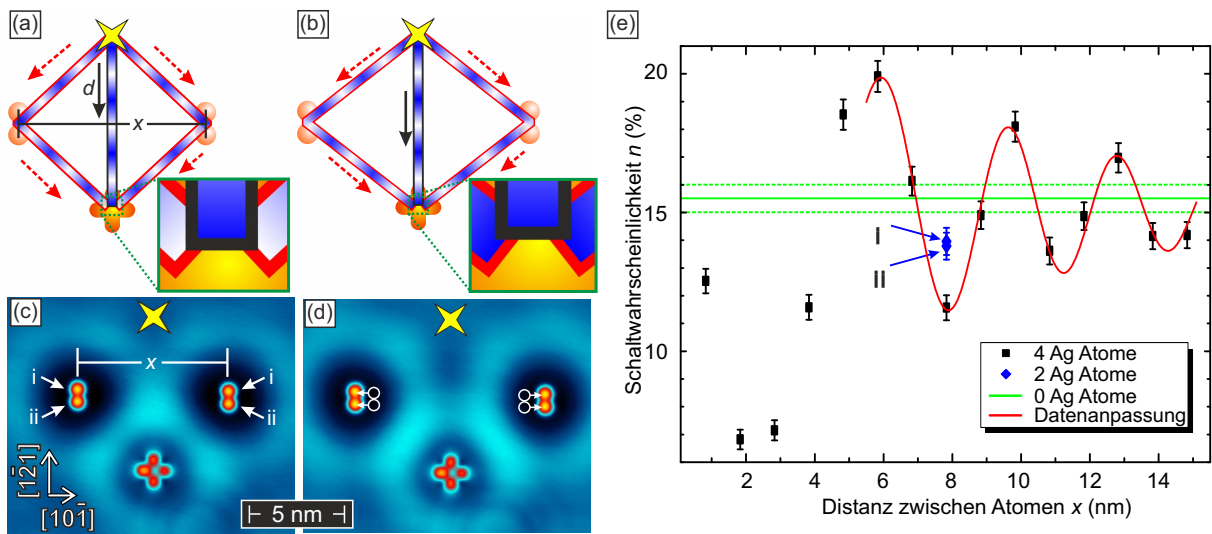 (a)
d
x
(b)
(c)
x
i
i
ii
ii
[1̄21]
[101̄]
(d)
5 nm
(e)
Schaltwahrscheinlichkeit n (%)
20
15
10
i
ii
4 Ag Atome
2 Ag Atome
0 Ag Atome
Datenanpassung
2 4 6 8 10 12 14
Distanz zwischen Atomen x (nm)